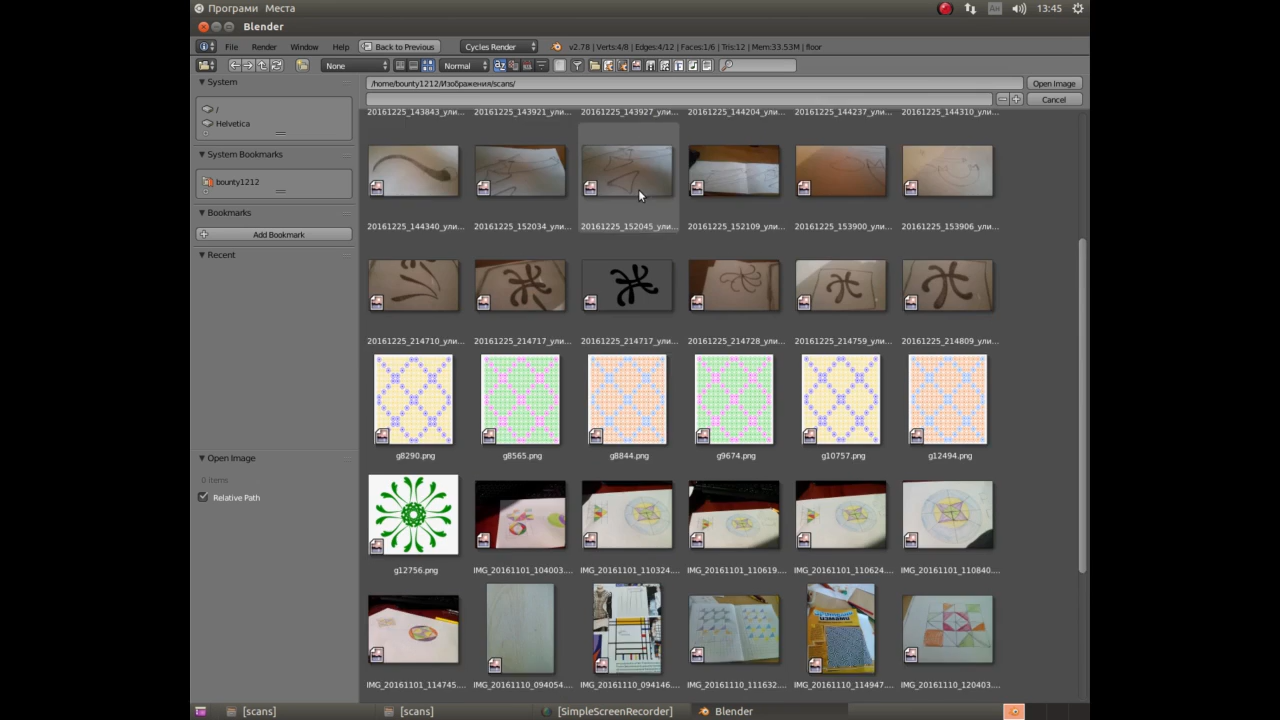 Програми Места
Ан 13:45
Blender
File Render Window Help Back to Previous Cycles Render v2.78 | Verts:4/8 | Edges:4/12 | Faces:1/6 | Tris:12 | Mem:33.53M | floor
None Normal
System
/home/bounty1212/Изображения/scans/ Open Image
Cancel
/
Helvetica
System Bookmarks
bounty1212
Bookmarks
Add Bookmark
Recent
Open Image
0 items
Relative Path
20161225_143843_ули... 20161225_143921_ули... 20161225_143927_ули... 20161225_144204_ули... 20161225_144237_ули... 20161225_144310_ули...
20161225_144340_ули... 20161225_152034_ули... 20161225_152045_ули... 20161225_152109_ули... 20161225_153900_ули... 20161225_153906_ули...
20161225_214710_ули... 20161225_214717_ули... 20161225_214717_ули... 20161225_214728_ули... 20161225_214759_ули... 20161225_214809_ули...
g8290.png g8565.png g8844.png g9674.png g10757.png g12494.png
g12756.png IMG_20161101_104003.... IMG_20161101_110324.... IMG_20161101_110619.... IMG_20161101_110624.... IMG_20161101_110840....
IMG_20161101_114745.... IMG_20161110_094054.... IMG_20161110_094146.... IMG_20161110_111632.... IMG_20161110_114947.... IMG_20161110_120403....
[scans] [scans] [SimpleScreenRecorder] Blender